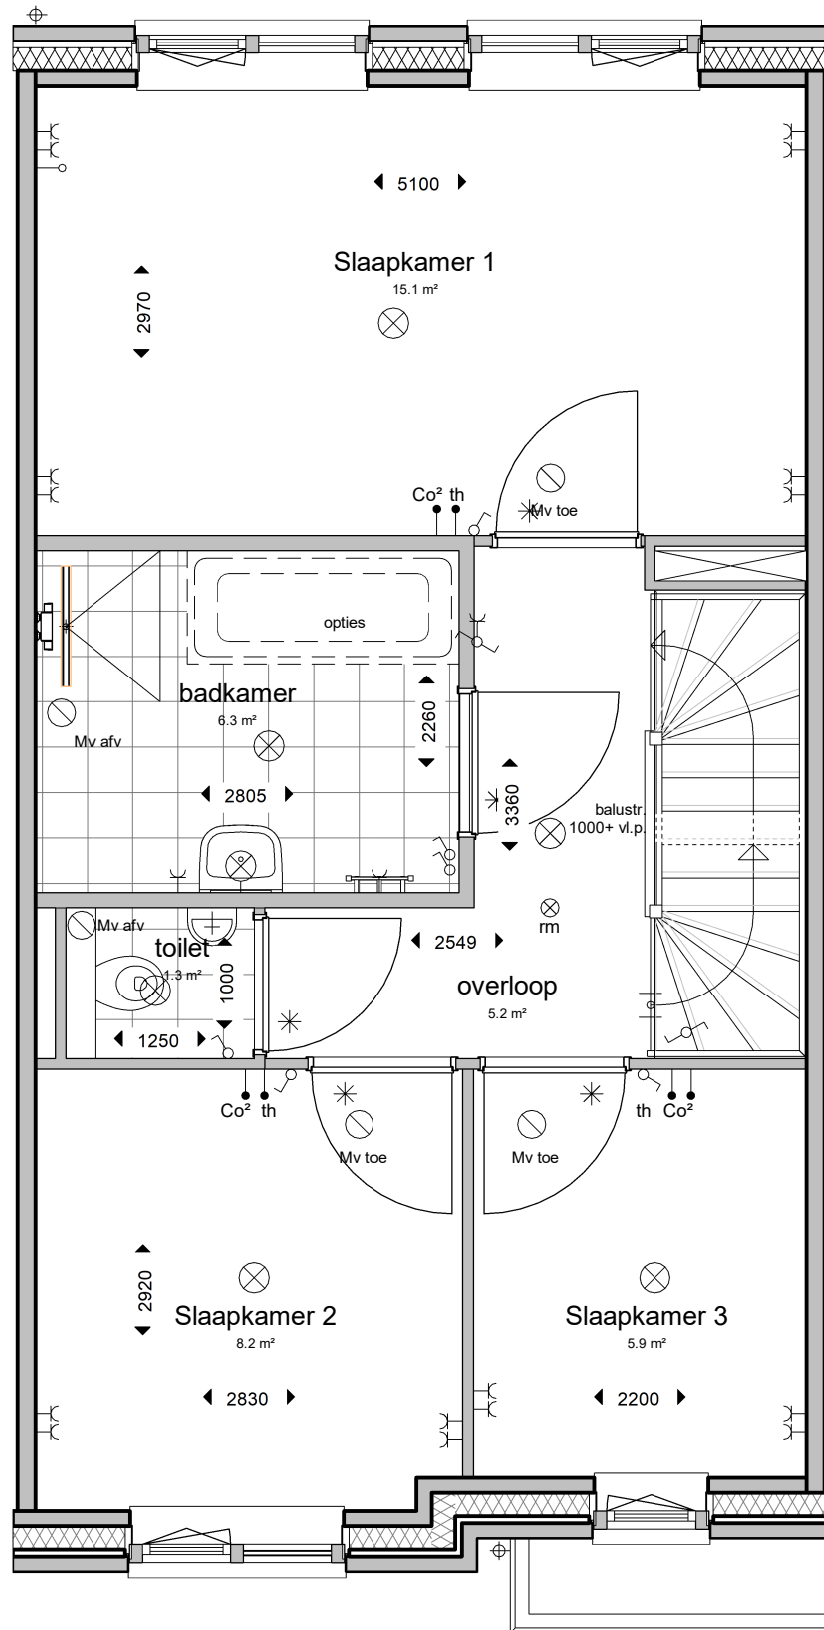 5100
Slaapkamer 1
15.1 m²
2970
Co² th
Mv toe
opties
badkamer
6.3 m²
2260
Mv afv
2805
3360
balustr.
1000+ vl.p.
Mv afv
toilet
1.3 m²
1000
1250
rm
2549
overloop
5.2 m²
Co² th
Mv toe
th Co²
Mv toe
2920
Slaapkamer 2
8.2 m²
2830
Slaapkamer 3
5.9 m²
2200